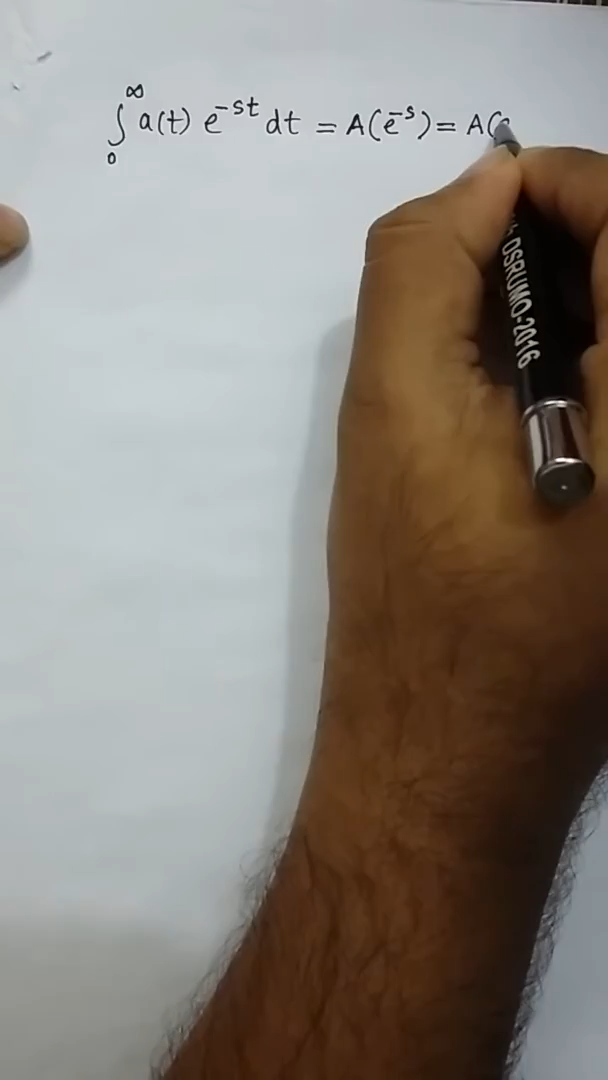 ∫₀^∞ a(t) e^{-st} dt = A(e^{-s}) = A(
OSRUMO-2016